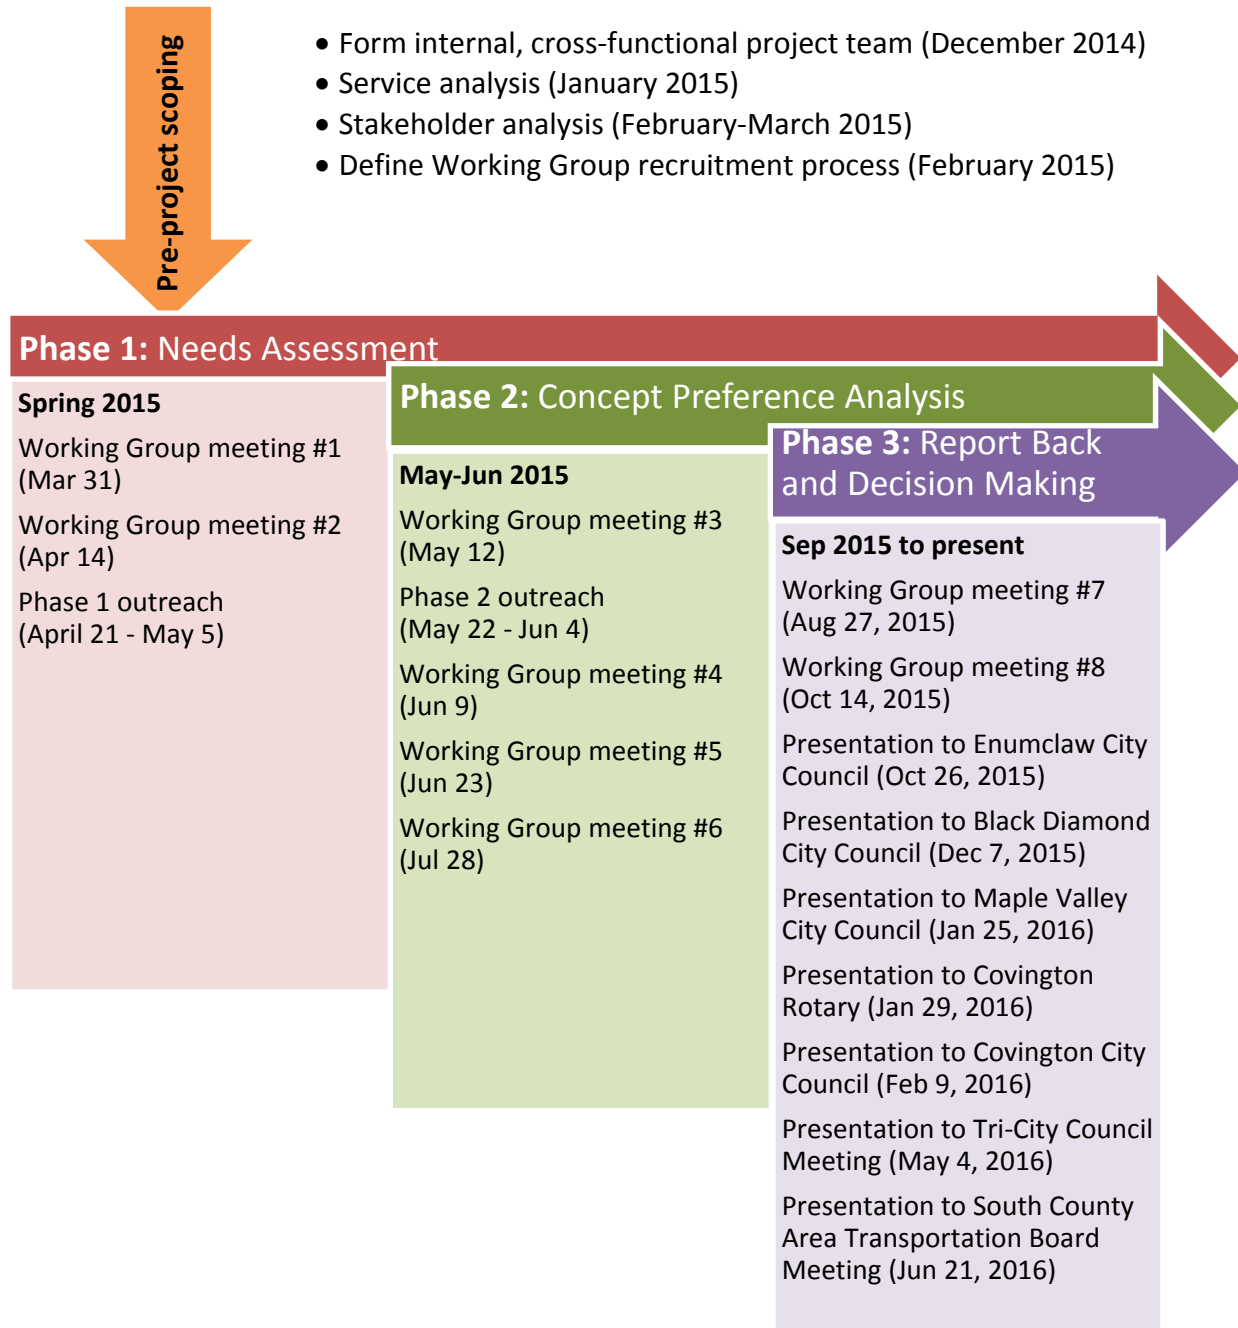 Pre-project scoping
• Form internal, cross-functional project team (December 2014)
• Service analysis (January 2015)
• Stakeholder analysis (February-March 2015)
• Define Working Group recruitment process (February 2015)
Phase 1: Needs Assessment
Spring 2015
Working Group meeting #1
(Mar 31)
Working Group meeting #2
(Apr 14)
Phase 1 outreach
(April 21 - May 5)
Phase 2: Concept Preference Analysis
May-Jun 2015
Working Group meeting #3
(May 12)
Phase 2 outreach
(May 22 - Jun 4)
Working Group meeting #4
(Jun 9)
Working Group meeting #5
(Jun 23)
Working Group meeting #6
(Jul 28)
Phase 3: Report Back
and Decision Making
Sep 2015 to present
Working Group meeting #7
(Aug 27, 2015)
Working Group meeting #8
(Oct 14, 2015)
Presentation to Enumclaw City
Council (Oct 26, 2015)
Presentation to Black Diamond
City Council (Dec 7, 2015)
Presentation to Maple Valley
City Council (Jan 25, 2016)
Presentation to Covington
Rotary (Jan 29, 2016)
Presentation to Covington City
Council (Feb 9, 2016)
Presentation to Tri-City Council
Meeting (May 4, 2016)
Presentation to South County
Area Transportation Board
Meeting (Jun 21, 2016)